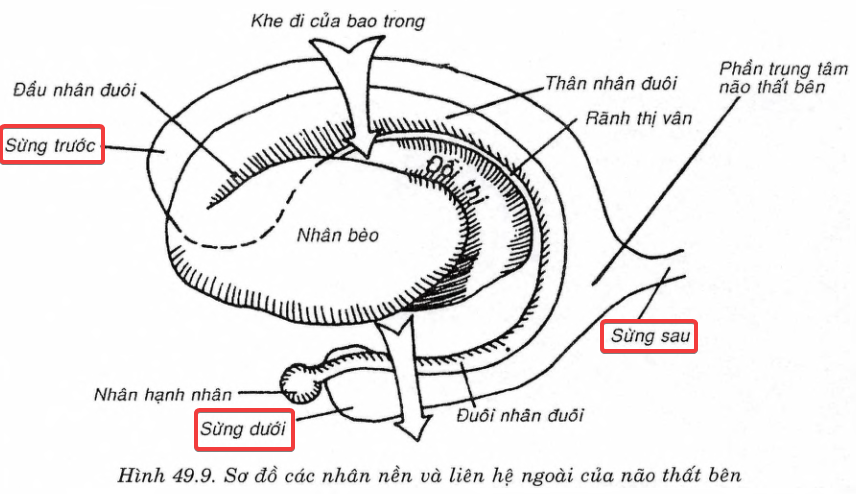 Khe đi của bao trong
Đầu nhân đuôi
Sừng trước
Thân nhân đuôi
Phần trung tâm
não thất bên
Rãnh thị vân
Đồi thị
Nhân bèo
Sừng sau
Nhân hạnh nhân
Sừng dưới
Đuôi nhân đuôi
Hình 49.9. Sơ đồ các nhân nền và liên hệ ngoài của não thất bên